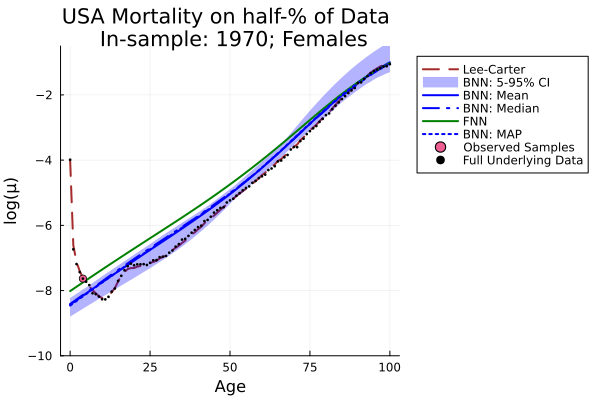 USA Mortality on half-% of Data
In-sample: 1970; Females
log(μ)
−2
−4
−6
−8
−10
0
25
50
75
100
Age
Lee-Carter
BNN: 5-95% CI
BNN: Mean
BNN: Median
FNN
BNN: MAP
Observed Samples
Full Underlying Data